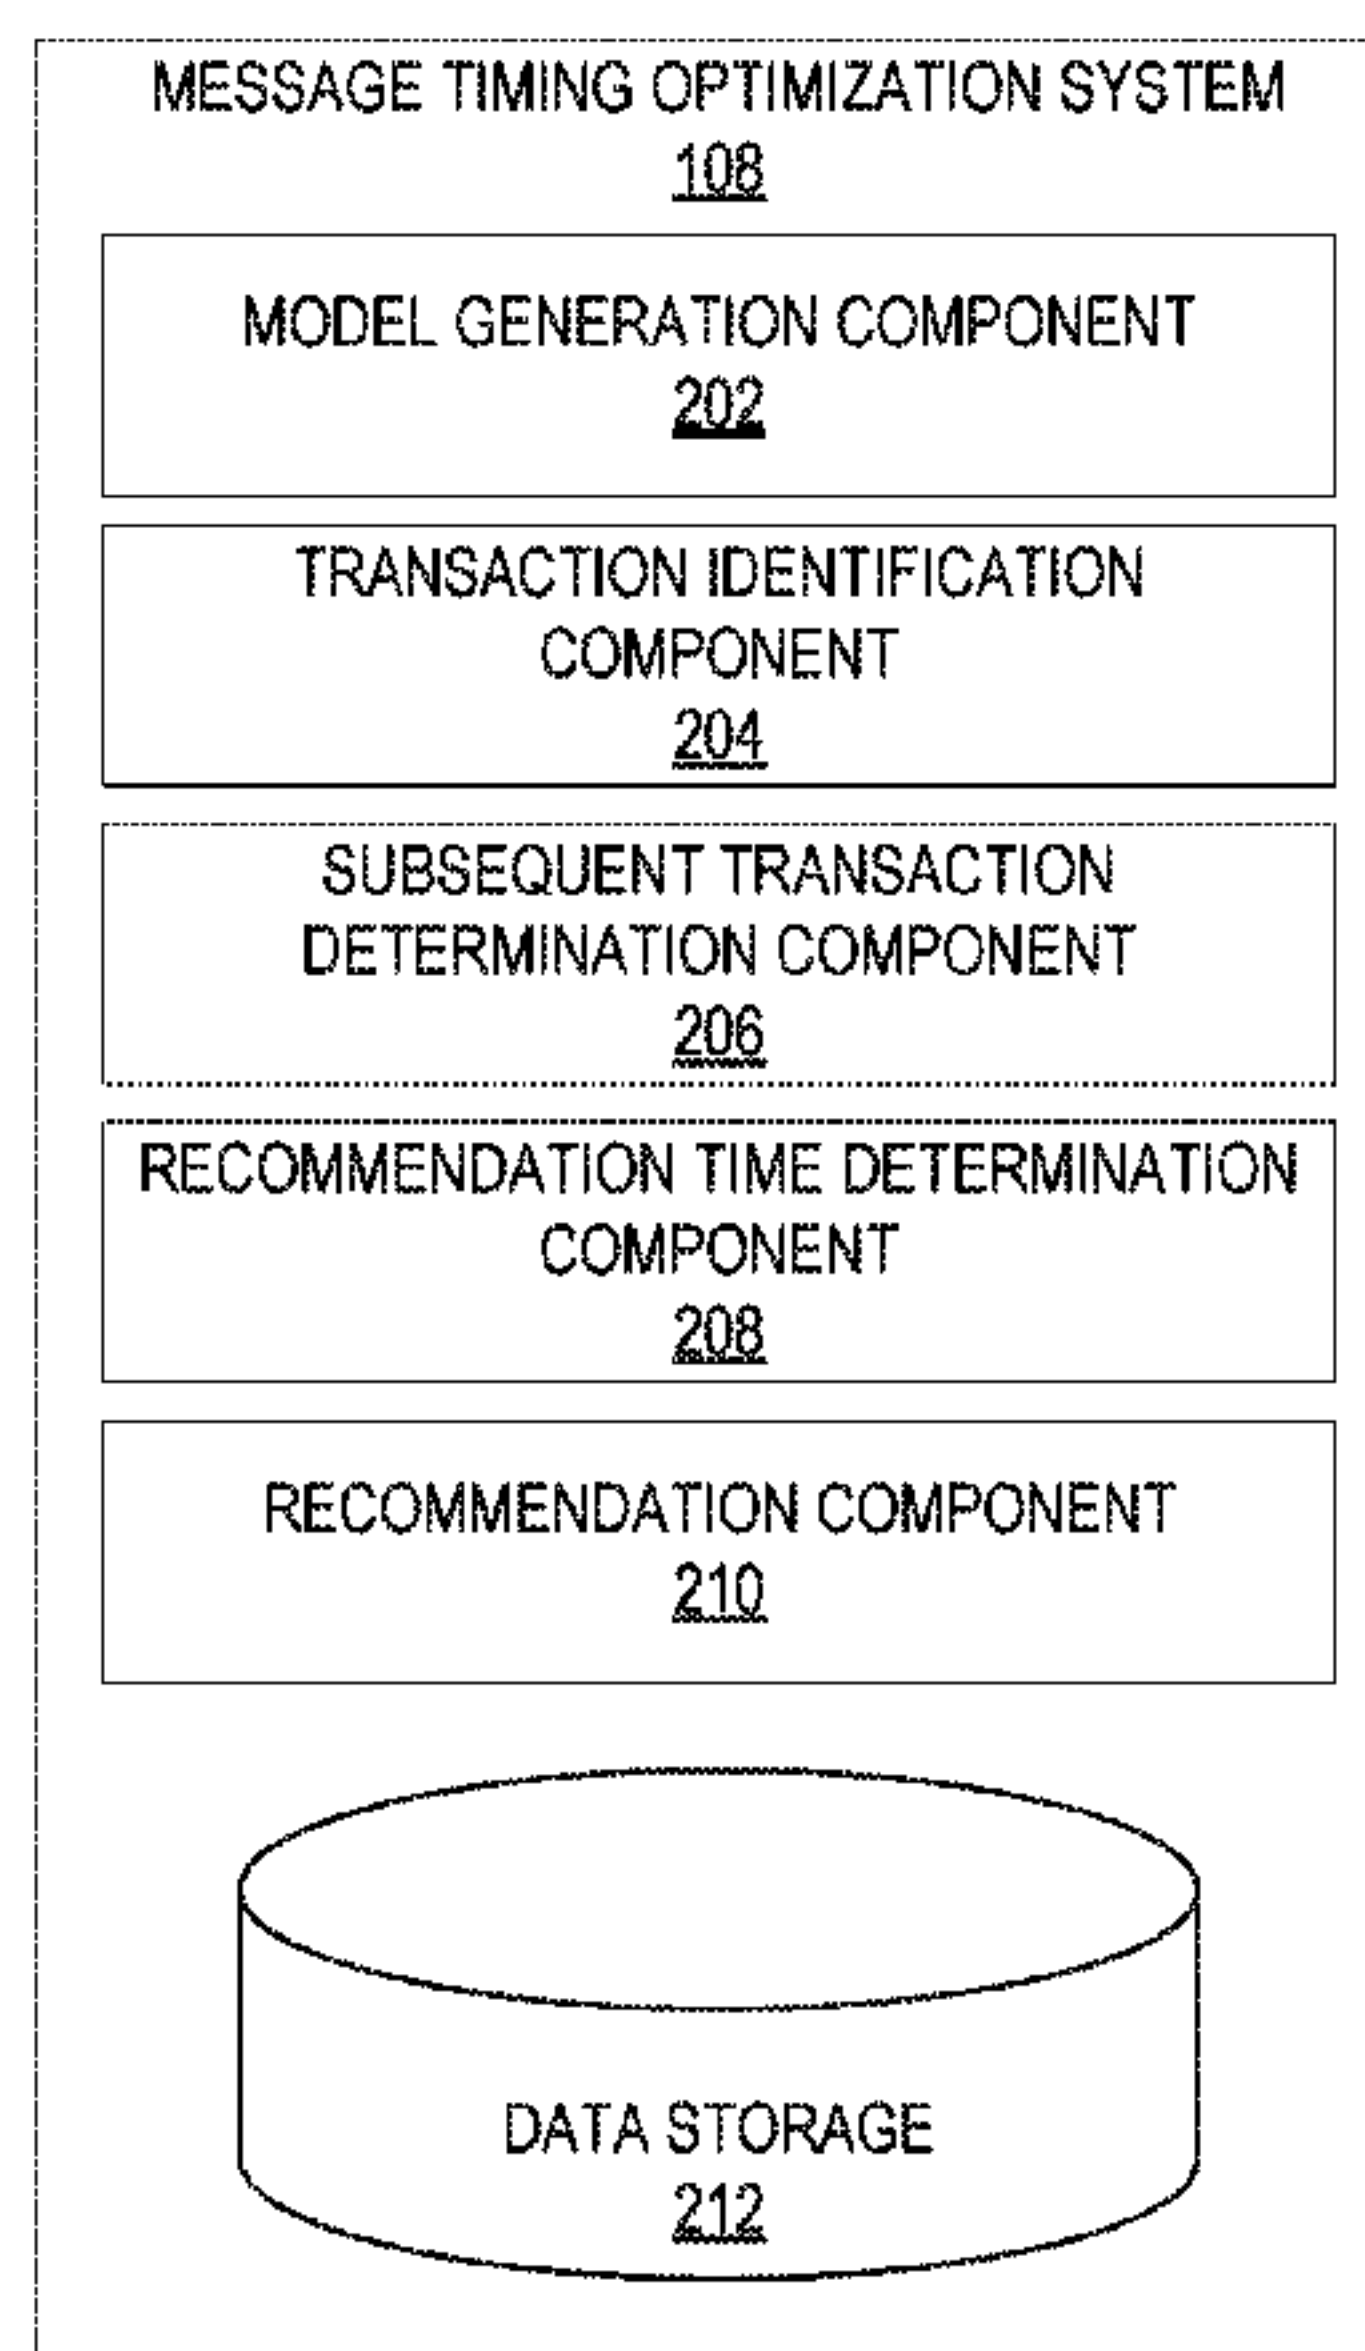 MESSAGE TIMING OPTIMIZATION SYSTEM
108
MODEL GENERATION COMPONENT
202
TRANSACTION IDENTIFICATION
COMPONENT
204
SUBSEQUENT TRANSACTION
DETERMINATION COMPONENT
206
RECOMMENDATION TIME DETERMINATION
COMPONENT
208
RECOMMENDATION COMPONENT
210
DATA STORAGE
212